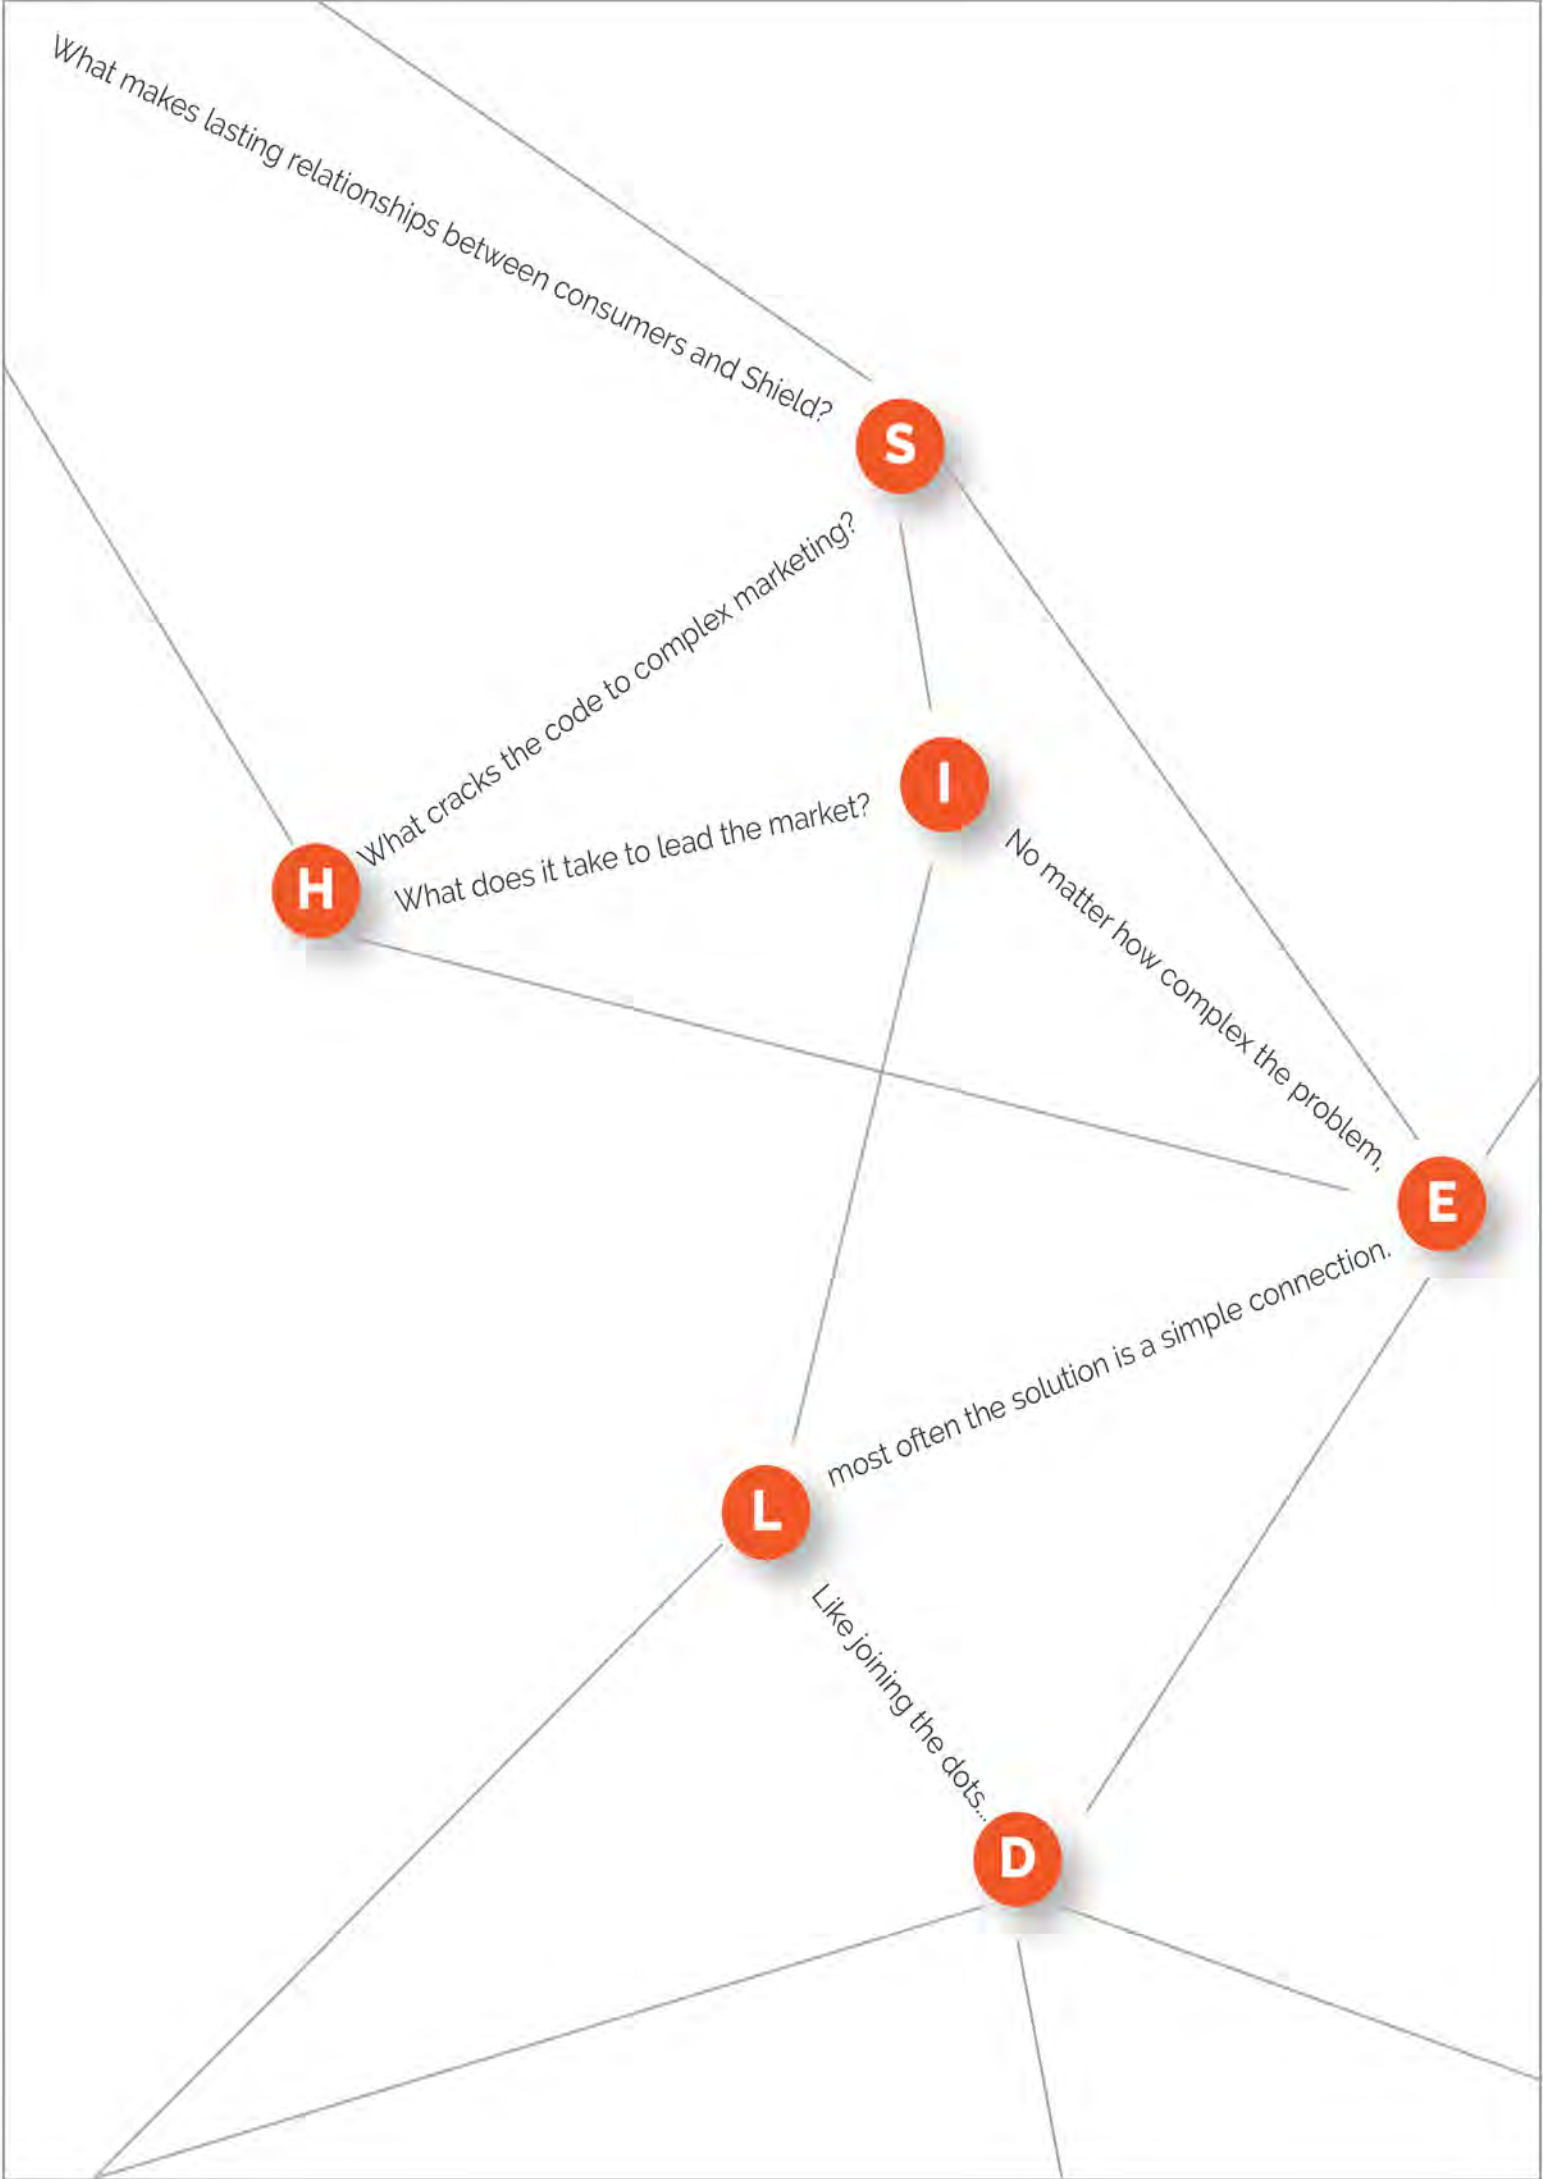 What makes lasting relationships between consumers and Shield?
S
What cracks the code to complex marketing?
H
What does it take to lead the market?
I
No matter how complex the problem,
E
most often the solution is a simple connection.
L
Like joining the dots...
D